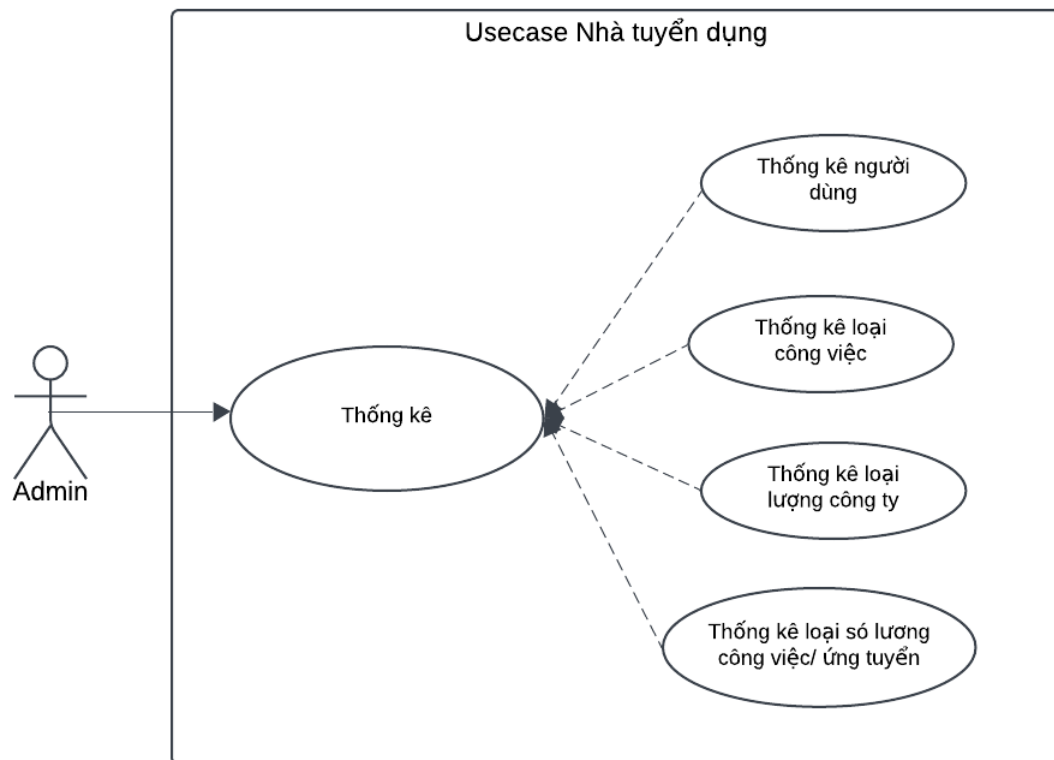 Usecase Nhà tuyển dụng
Thống kê người
dùng
Thống kê loại
công việc
Thống kê
Thống kê loại
lượng công ty
Admin
Thống kê loại só lương
công việc/ ứng tuyển